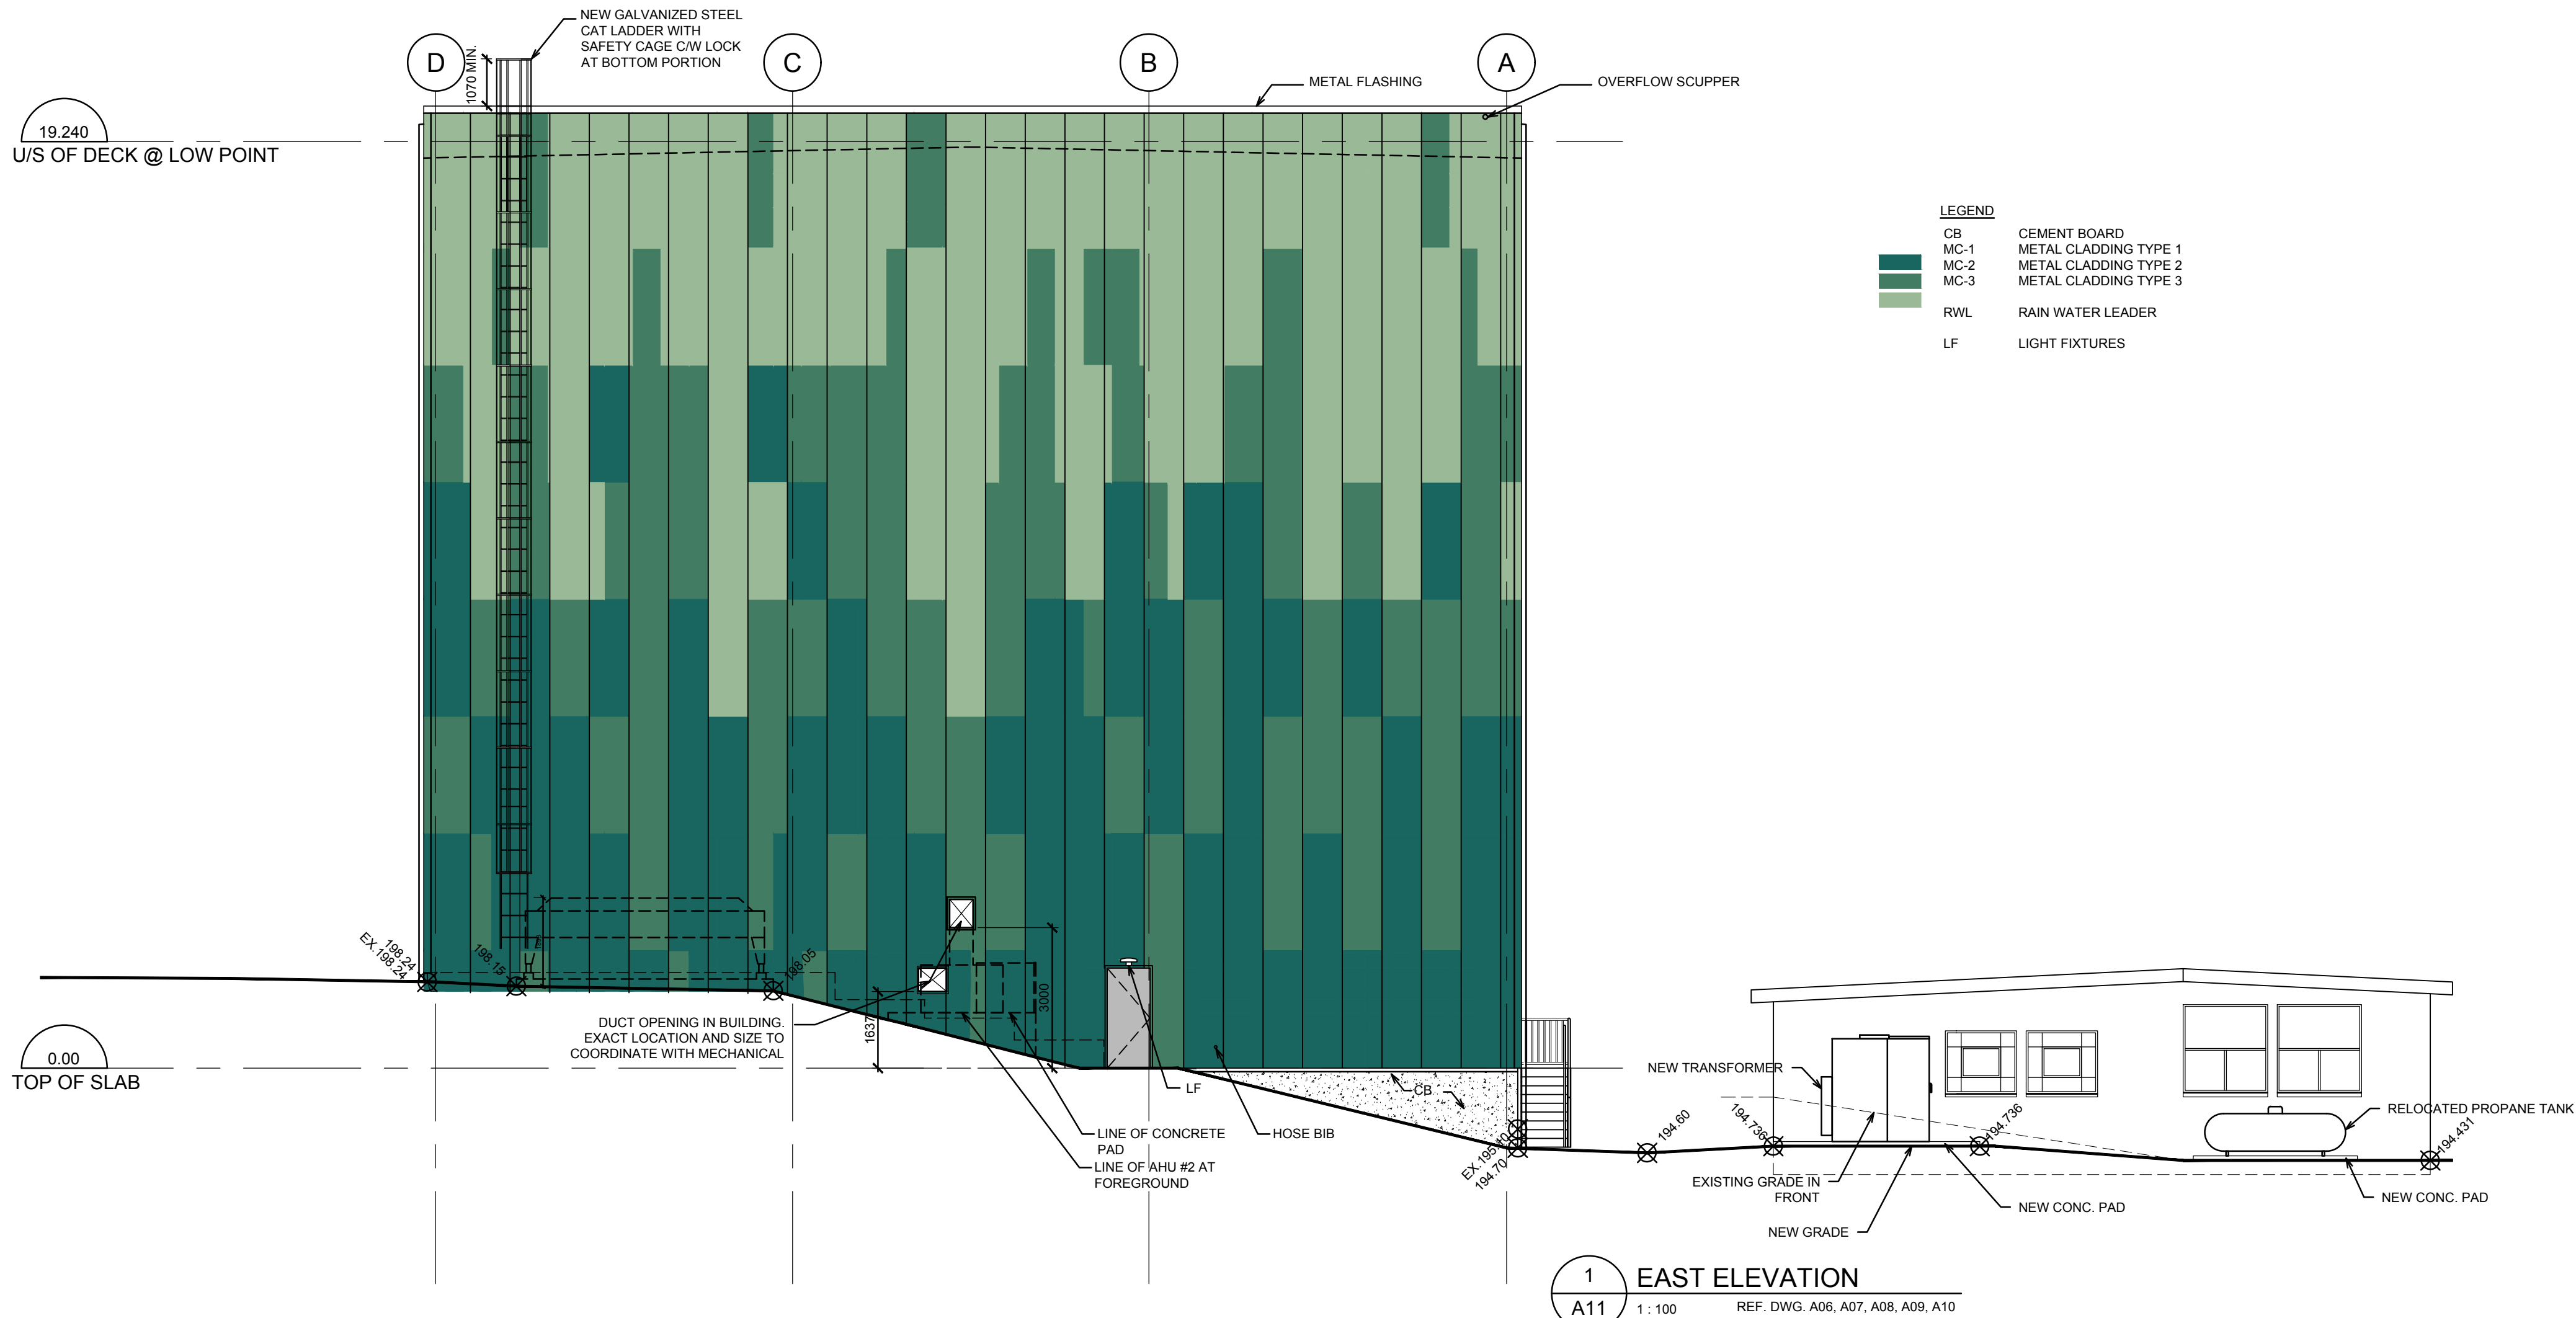 NEW GALVANIZED STEEL
CAT LADDER WITH
SAFETY CAGE C/W LOCK
AT BOTTOM PORTION
1070 MIN.
D
C
B
A
METAL FLASHING
OVERFLOW SCUPPER
19.240
U/S OF DECK @ LOW POINT
LEGEND
CB CEMENT BOARD
MC-1 METAL CLADDING TYPE 1
MC-2 METAL CLADDING TYPE 2
MC-3 METAL CLADDING TYPE 3
RWL RAIN WATER LEADER
LF LIGHT FIXTURES
198.24
EX.198.24
198.15
198.05
DUCT OPENING IN BUILDING.
EXACT LOCATION AND SIZE TO
COORDINATE WITH MECHANICAL
1637
3000
0.00
TOP OF SLAB
LF
CB
LINE OF CONCRETE
PAD
LINE OF AHU #2 AT
FOREGROUND
HOSE BIB
EX.195.10
194.70
194.60
NEW TRANSFORMER
194.736
194.736
RELOCATED PROPANE TANK
194.431
EXISTING GRADE IN
FRONT
NEW CONC. PAD
NEW CONC. PAD
NEW GRADE
1
A11
EAST ELEVATION
1 : 100 REF. DWG. A06, A07, A08, A09, A10